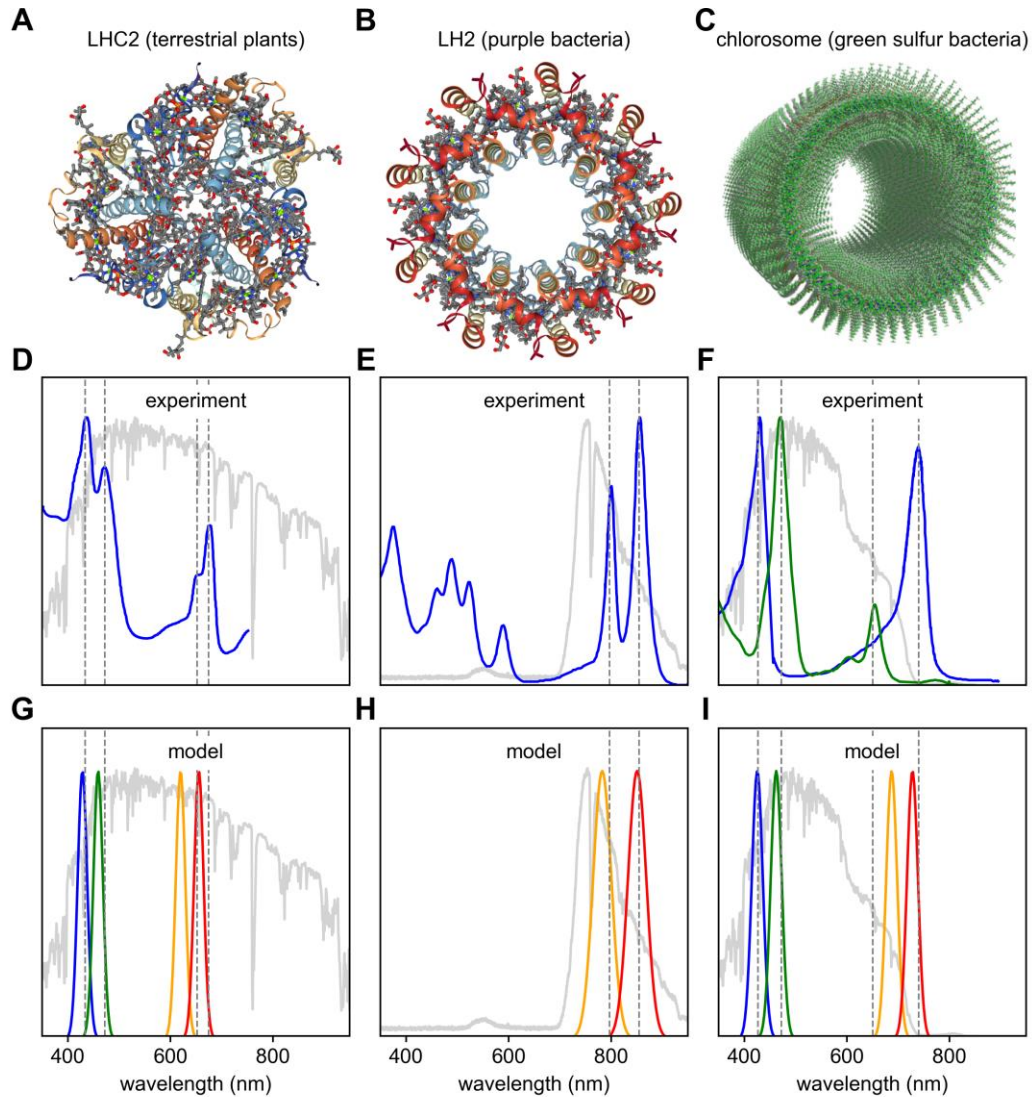 A
LHC2 (terrestrial plants)
B
LH2 (purple bacteria)
C
chlorosome (green sulfur bacteria)
D
experiment
E
experiment
F
experiment
G
model
H
model
I
model
400 600 800
400 600 800
400 600 800
wavelength (nm)
wavelength (nm)
wavelength (nm)